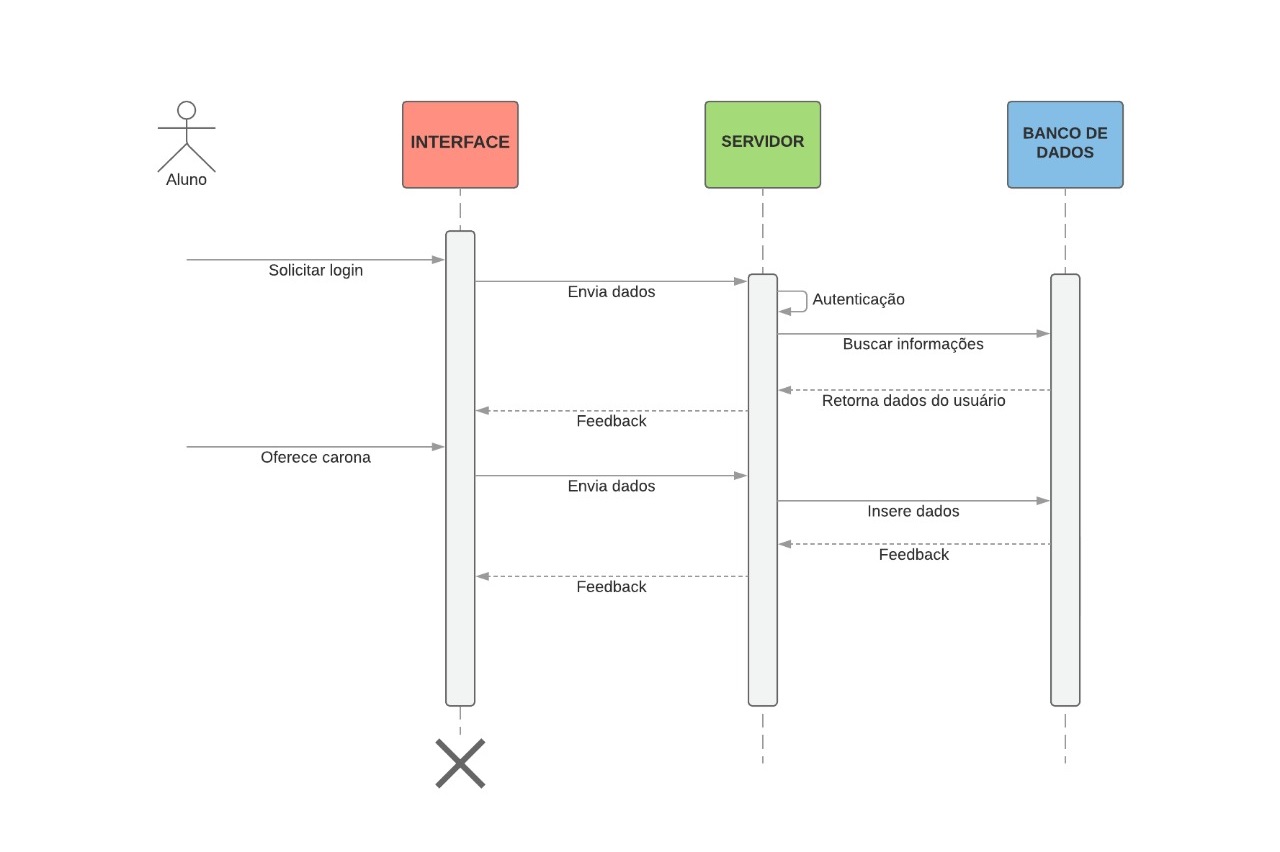 Aluno
INTERFACE
SERVIDOR
BANCO DE
DADOS
Solicitar login
Envia dados
Autenticação
Buscar informações
Retorna dados do usuário
Feedback
Oferece carona
Envia dados
Insere dados
Feedback
Feedback